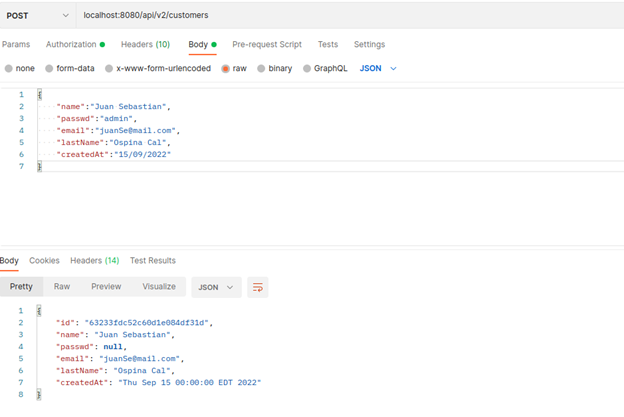 POST localhost:8080/api/v2/customers
Params Authorization Headers (10) Body Pre-request Script Tests Settings
none form-data x-www-form-urlencoded raw binary GraphQL JSON
1 {
2 "name":"Juan Sebastian",
3 "passwd":"admin",
4 "email":"juanSe@mail.com",
5 "lastName":"Ospina Cal",
6 "createdAt":"15/09/2022"
7 }
Body Cookies Headers (14) Test Results
Pretty Raw Preview Visualize JSON
1 {
2 "id": "63233fdc52c60d1e084df31d",
3 "name": "Juan Sebastian",
4 "passwd": null,
5 "email": "juanSe@mail.com",
6 "lastName": "Ospina Cal",
7 "createdAt": "Thu Sep 15 00:00:00 EDT 2022"
8 }